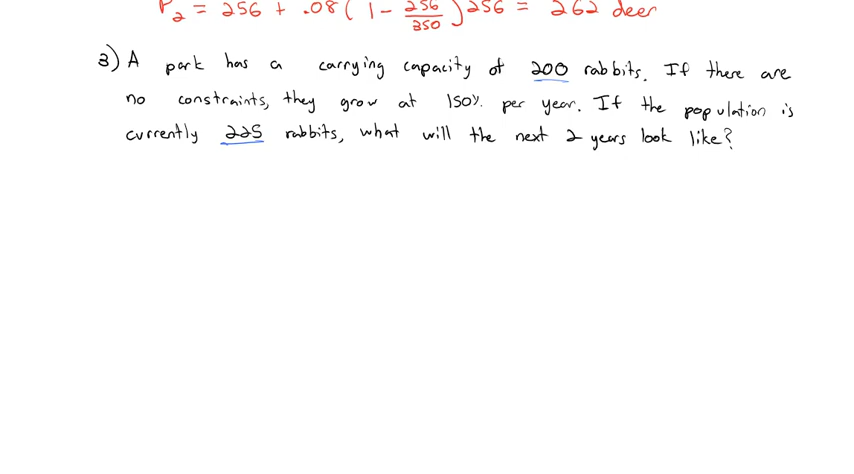 P₂ = 256 + .08 ( 1 - 256/350 ) 256 = 262 deer
3) A park has a carrying capacity of 200 rabbits. If there are
no constraints, they grow at 150% per year. If the population is
currently 225 rabbits, what will the next 2 years look like?